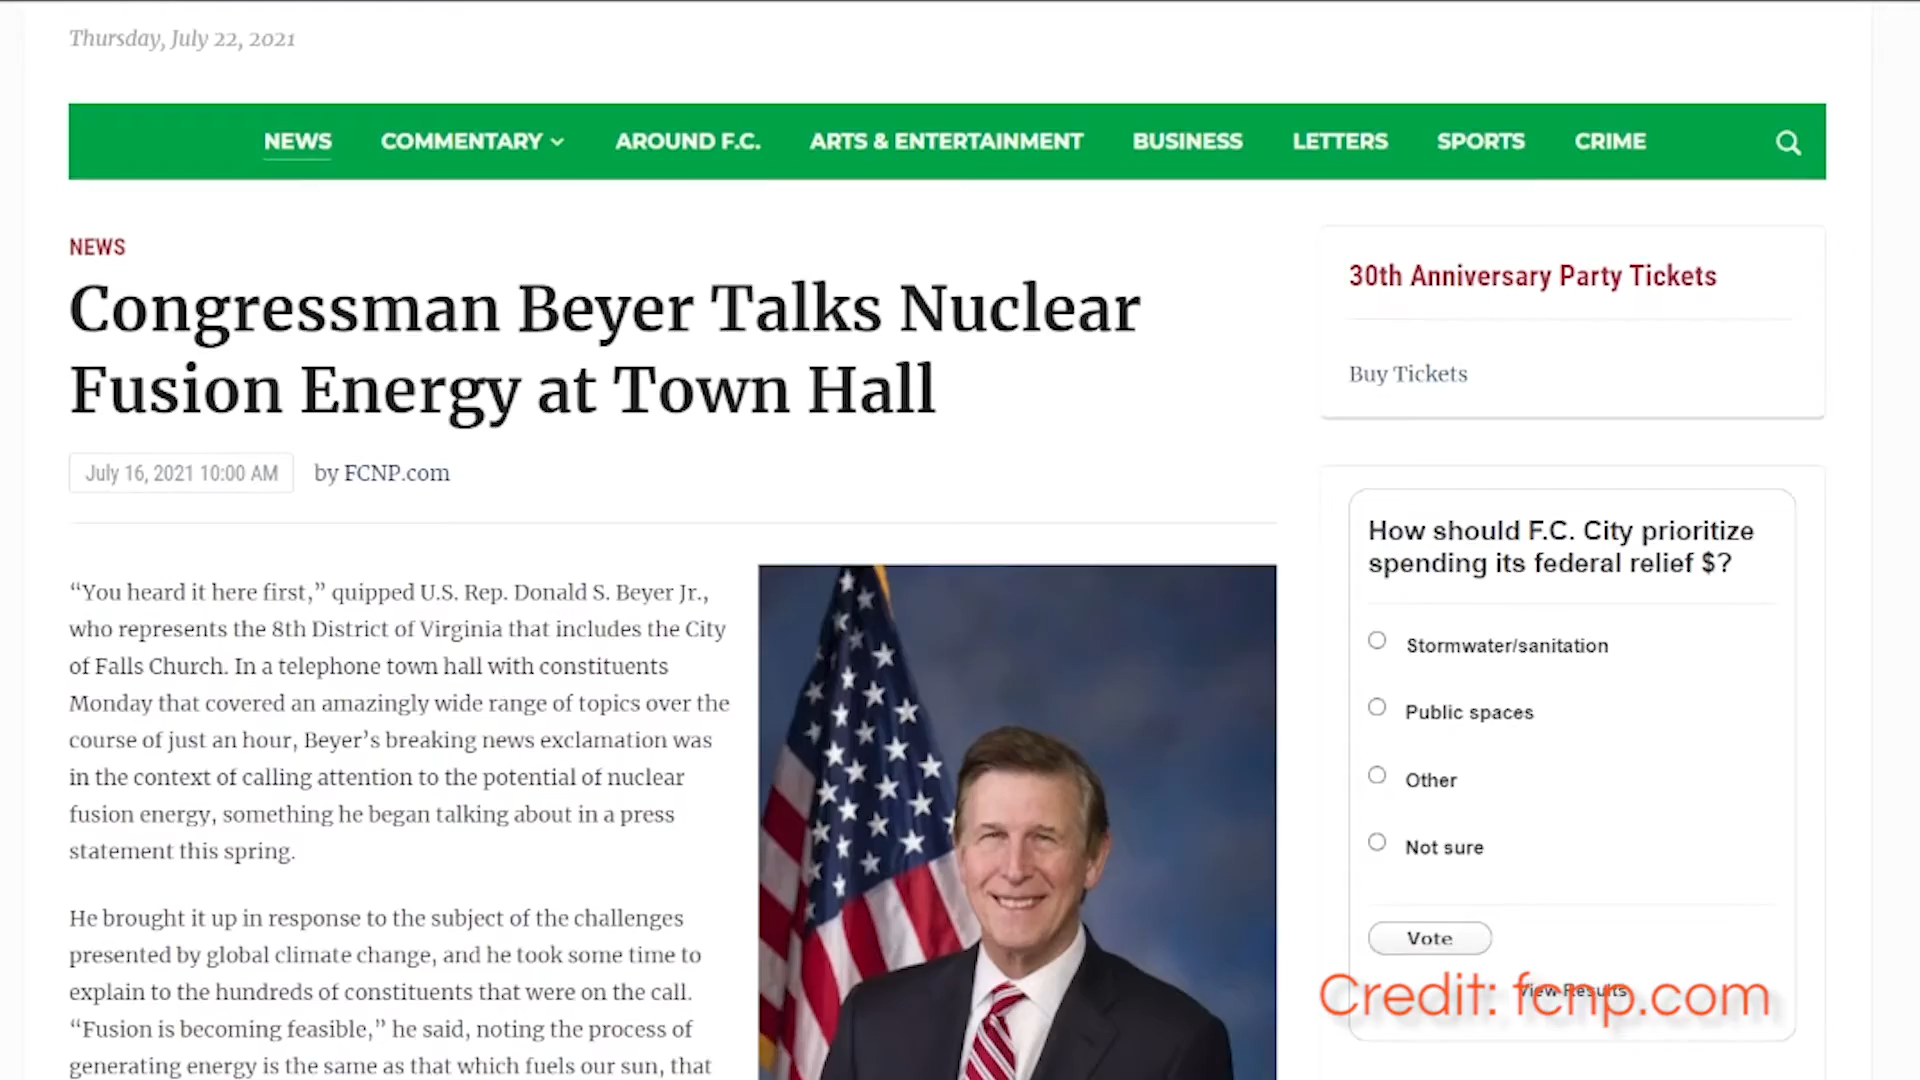 Thursday, July 22, 2021
NEWS COMMENTARY AROUND F.C. ARTS & ENTERTAINMENT BUSINESS LETTERS SPORTS CRIME
NEWS
Congressman Beyer Talks Nuclear
Fusion Energy at Town Hall
July 16, 2021 10:00 AM by FCNP.com
“You heard it here first,” quipped U.S. Rep. Donald S. Beyer Jr.,
who represents the 8th District of Virginia that includes the City
of Falls Church. In a telephone town hall with constituents
Monday that covered an amazingly wide range of topics over the
course of just an hour, Beyer’s breaking news exclamation was
in the context of calling attention to the potential of nuclear
fusion energy, something he began talking about in a press
statement this spring.
He brought it up in response to the subject of the challenges
presented by global climate change, and he took some time to
explain to the hundreds of constituents that were on the call.
“Fusion is becoming feasible,” he said, noting the process of
generating energy is the same as that which fuels our sun, that
30th Anniversary Party Tickets
Buy Tickets
How should F.C. City prioritize
spending its federal relief $?
Stormwater/sanitation
Public spaces
Other
Not sure
Vote
View Results
Credit: fcnp.com